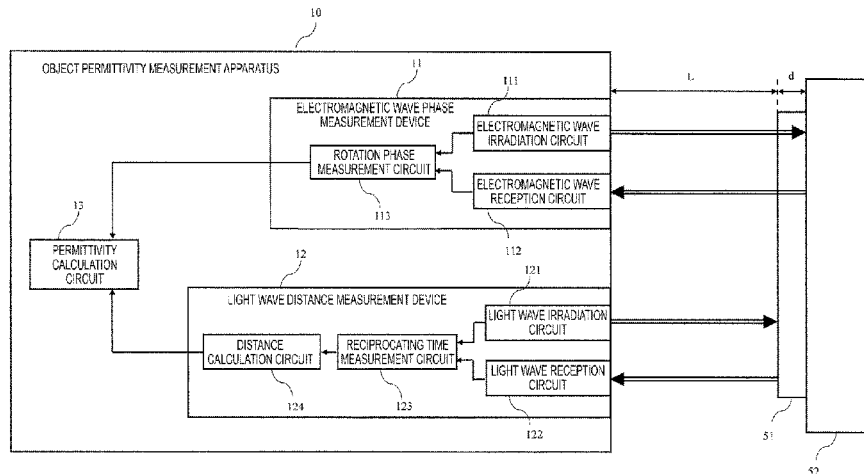 10
OBJECT PERMITTIVITY MEASUREMENT APPARATUS
11
L
d
ELECTROMAGNETIC WAVE PHASE
MEASUREMENT DEVICE
111
ELECTROMAGNETIC WAVE
IRRADIATION CIRCUIT
ROTATION PHASE
MEASUREMENT CIRCUIT
113
ELECTROMAGNETIC WAVE
RECEPTION CIRCUIT
112
13
PERMITTIVITY
CALCULATION
CIRCUIT
12
LIGHT WAVE DISTANCE MEASUREMENT DEVICE
121
LIGHT WAVE IRRADIATION
CIRCUIT
DISTANCE
CALCULATION CIRCUIT
124
RECIPROCATING TIME
MEASUREMENT CIRCUIT
123
LIGHT WAVE RECEPTION
CIRCUIT
122
51
52